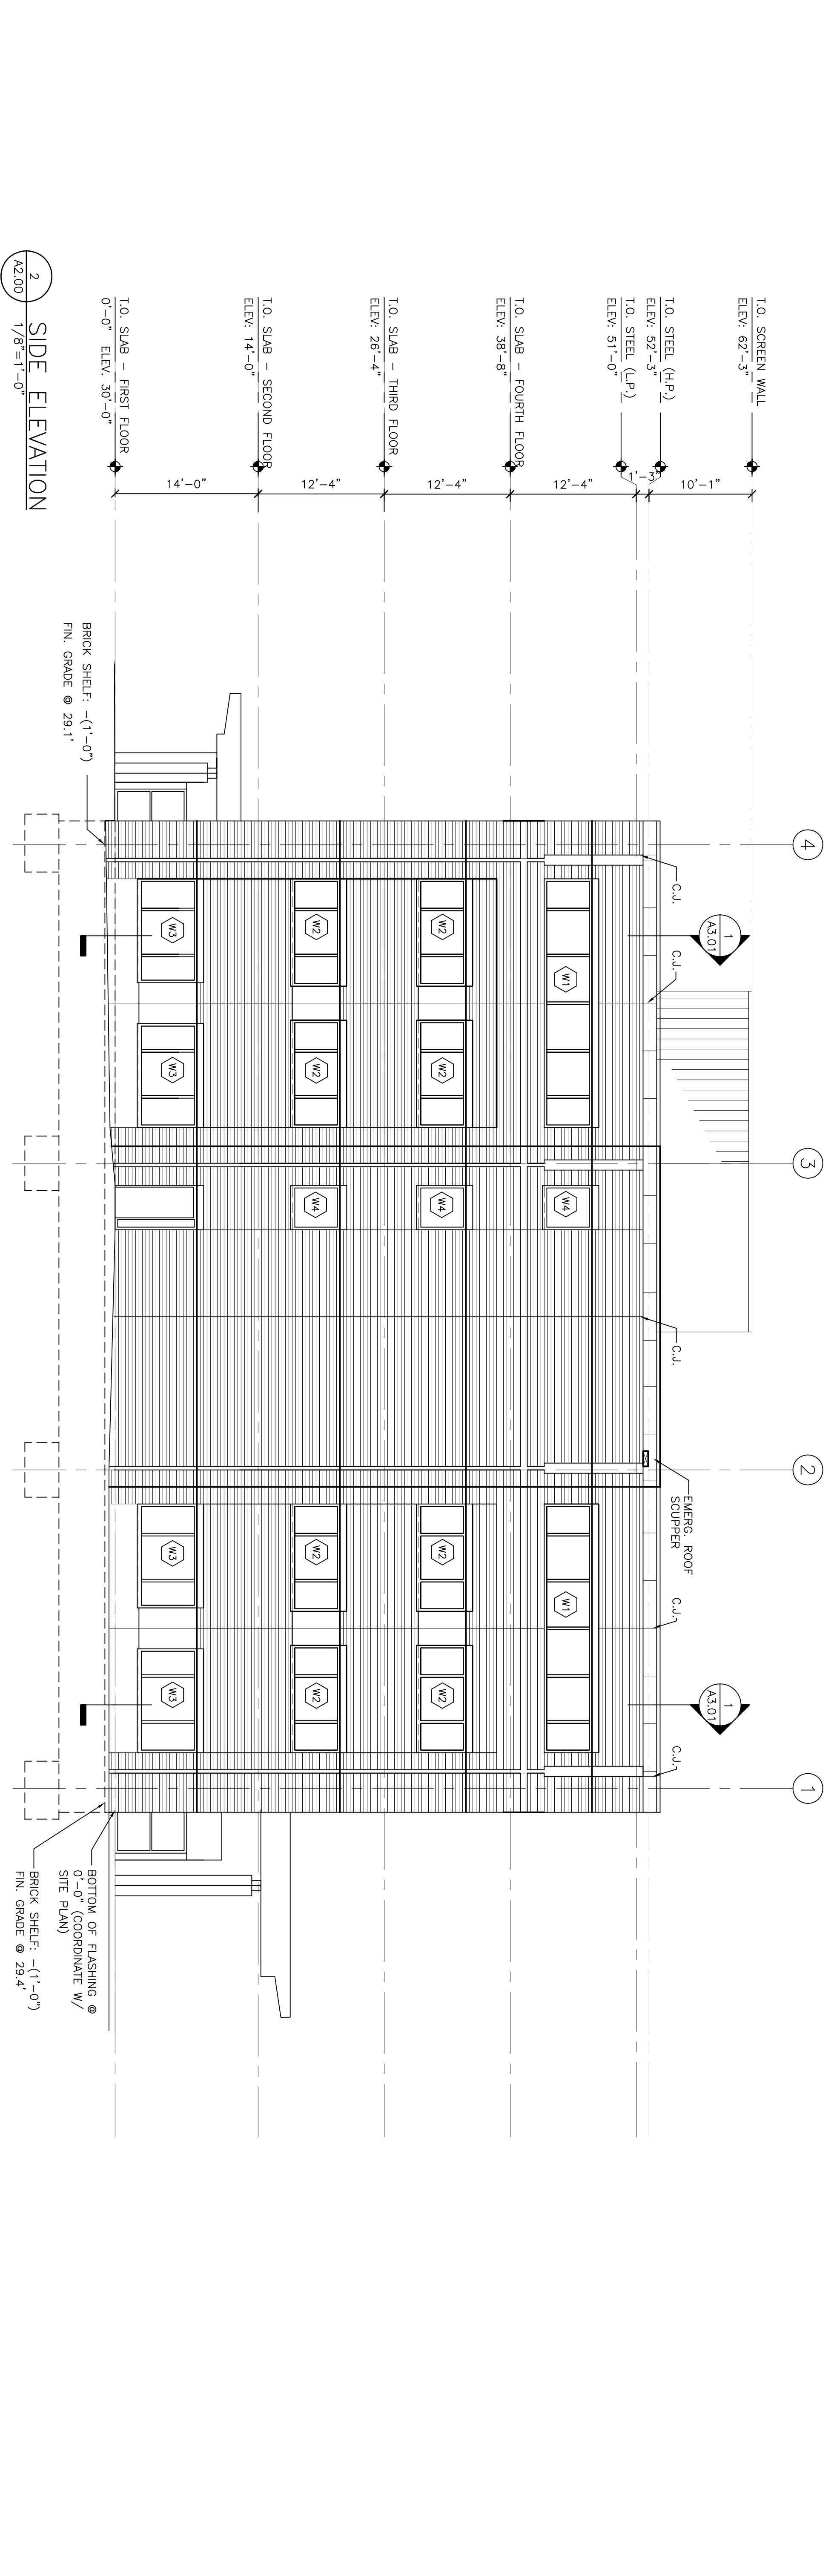 4
3
2
1
T.O. SCREEN WALL
ELEV: 62'-3"
T.O. STEEL (H.P.)
ELEV: 52'-3"
T.O. STEEL (L.P.)
ELEV: 51'-0"
T.O. SLAB - FOURTH FLOOR
ELEV: 38'-8"
T.O. SLAB - THIRD FLOOR
ELEV: 26'-4"
T.O. SLAB - SECOND FLOOR
ELEV: 14'-0"
T.O. SLAB - FIRST FLOOR
0'-0" ELEV. 30'-0"
10'-1"
1'-3"
12'-4"
12'-4"
12'-4"
14'-0"
C.J.
1
A3.01
C.J.
C.J.
EMERG. ROOF
SCUPPER
C.J.
1
A3.01
C.J.
W1
W4
W1
W2
W2
W4
W2
W2
W2
W2
W4
W2
W2
W3
W3
W3
W3
BRICK SHELF: -(1'-0")
FIN. GRADE @ 29.1'
BOTTOM OF FLASHING @
0'-0" (COORDINATE W/
SITE PLAN)
BRICK SHELF: -(1'-0")
FIN. GRADE @ 29.4'
2
A2.00
SIDE ELEVATION
1/8"=1'-0"